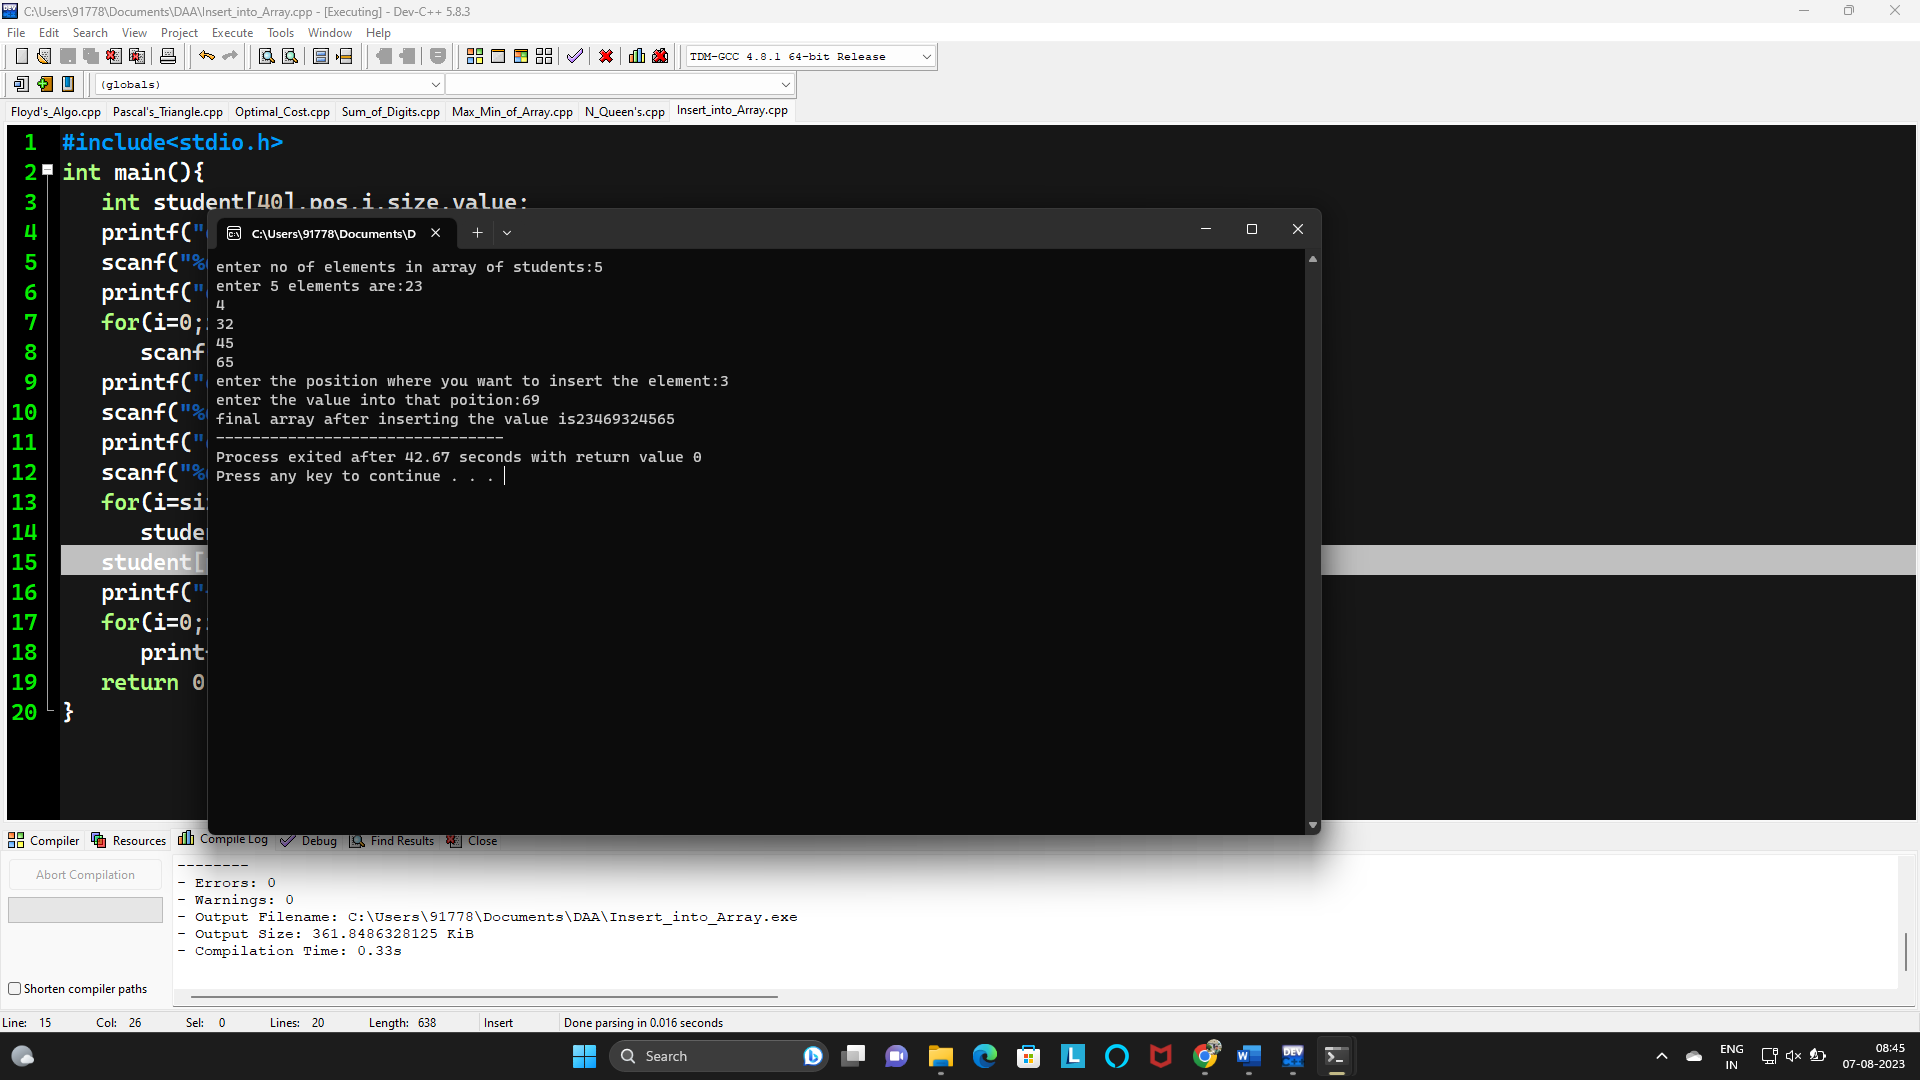 C:\Users\91778\Documents\DAA\Insert_into_Array.cpp - [Executing] - Dev-C++ 5.8.3
File Edit Search View Project Execute Tools Window Help
TDM-GCC 4.8.1 64-bit Release
(globals)
Floyd's_Algo.cpp Pascal's_Triangle.cpp Optimal_Cost.cpp Sum_of_Digits.cpp Max_Min_of_Array.cpp N_Queen's.cpp Insert_into_Array.cpp
1 #include<stdio.h>
2 int main(){
3 int student[40],pos,i,size,value;
4 printf("
5 scanf("%
6 printf("
7 for(i=0;
8 scanf
9 printf("
10 scanf("%
11 printf("
12 scanf("%
13 for(i=si
14 stude
15 student[
16 printf("
17 for(i=0;
18 print
19 return 0
20 }
C:\Users\91778\Documents\D
enter no of elements in array of students:5
enter 5 elements are:23
4
32
45
65
enter the position where you want to insert the element:3
enter the value into that poition:69
final array after inserting the value is23469324565
--------------------------------
Process exited after 42.67 seconds with return value 0
Press any key to continue . . .
Compiler Resources Compile Log Debug Find Results Close
Abort Compilation
Shorten compiler paths
--------
- Errors: 0
- Warnings: 0
- Output Filename: C:\Users\91778\Documents\DAA\Insert_into_Array.exe
- Output Size: 361.8486328125 KiB
- Compilation Time: 0.33s
Line: 15 Col: 26 Sel: 0 Lines: 20 Length: 638 Insert Done parsing in 0.016 seconds
Search
L
W
DEV
ENG
IN
08:45
07-08-2023